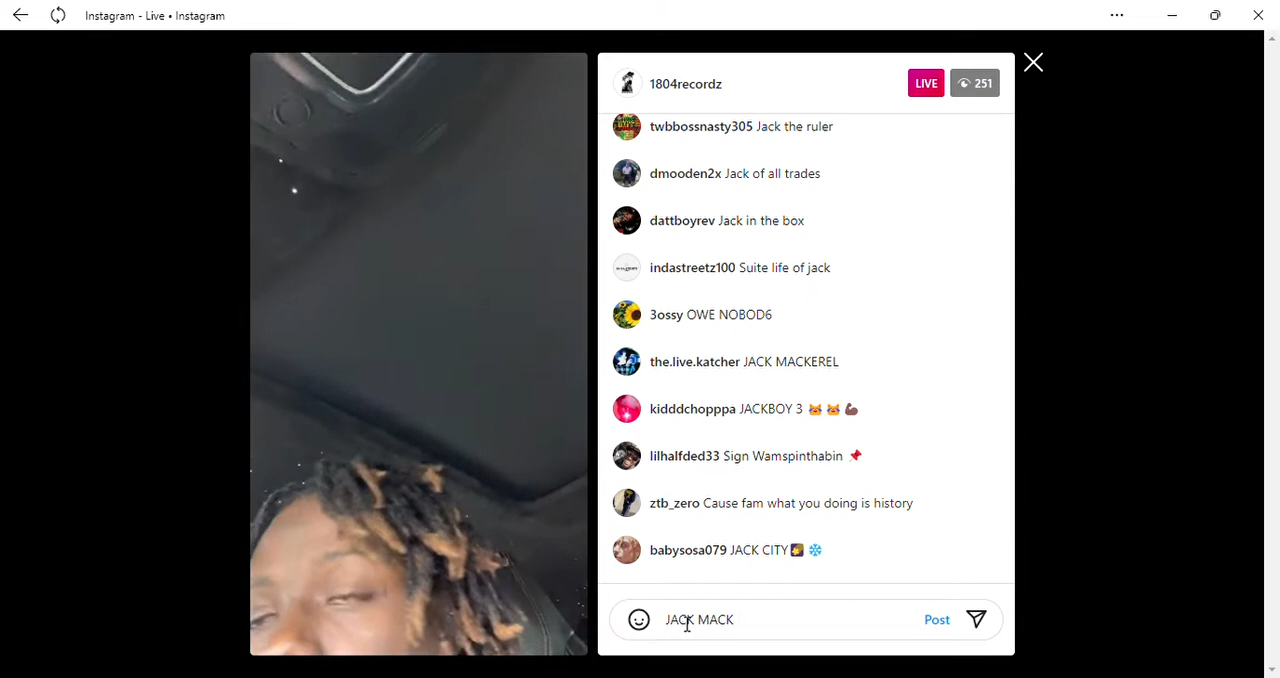 Instagram - Live • Instagram
1804recordz
LIVE
251
twbbossnasty305 Jack the ruler
dmooden2x Jack of all trades
dattboyrev Jack in the box
indastreetz100 Suite life of jack
3ossy OWE NOBOD6
the.live.katcher JACK MACKEREL
kidddchopppa JACKBOY 3 😹 😹 💪🏿
lilhalfded33 Sign Wamspinthabin 📌
ztb_zero Cause fam what you doing is history
babysosa079 JACK CITY🌠 ❄️
JACK MACK
Post